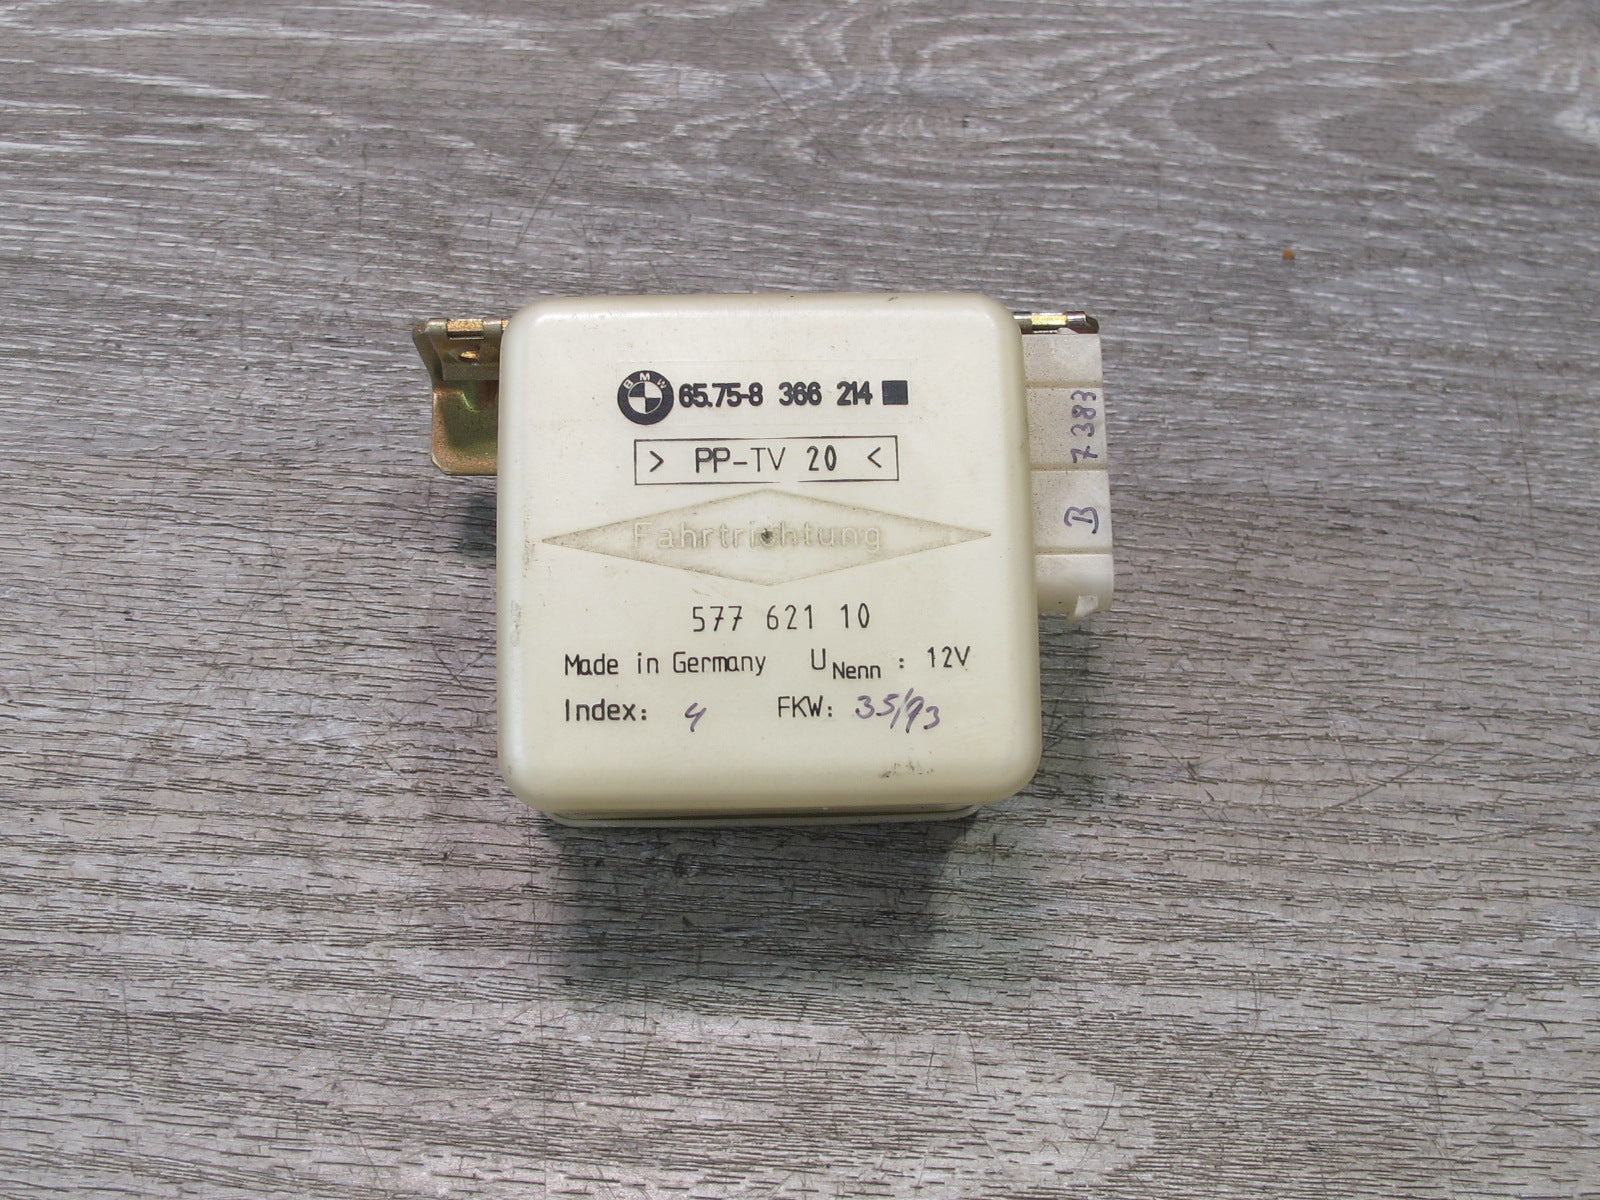 BMW 65.75-8 366 214
> PP-TV 20 <
Fahrtrichtung
577 621 10
Made in Germany UNenn : 12V
Index: 4 FKW: 35/93
B 7383